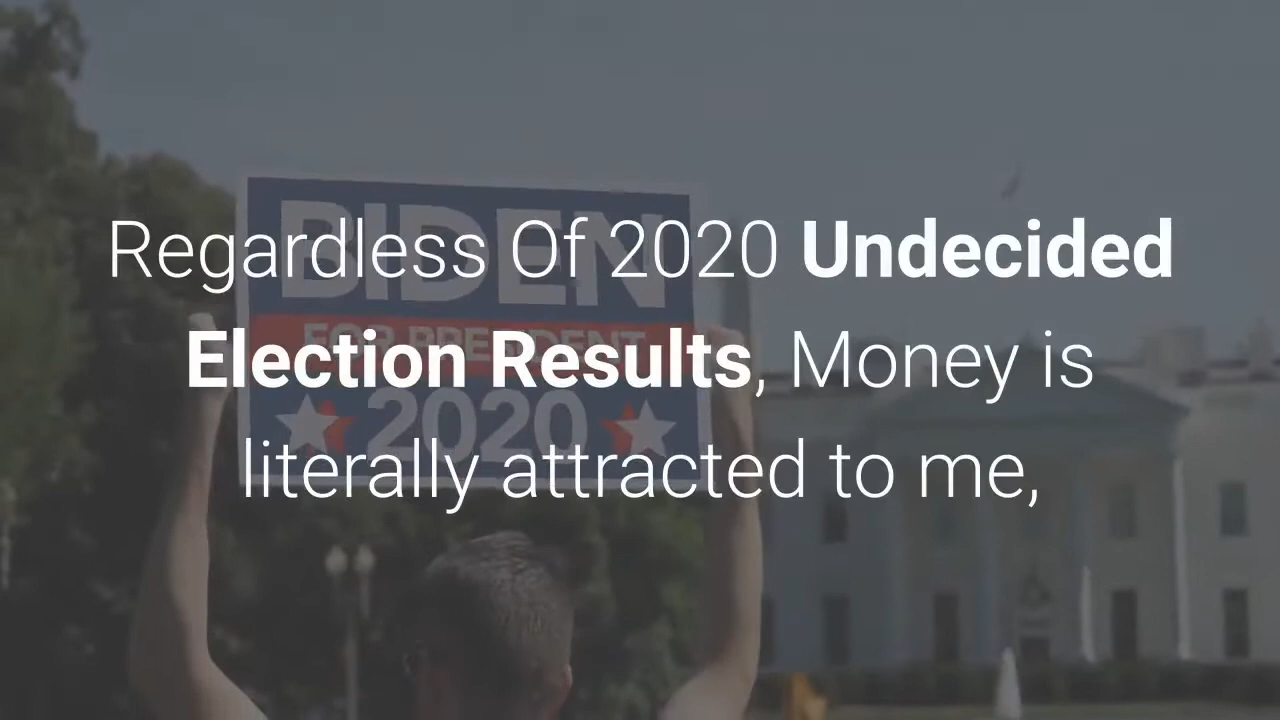 BIDEN
FOR PRESIDENT
2020
Regardless Of 2020 Undecided
Election Results, Money is
literally attracted to me,